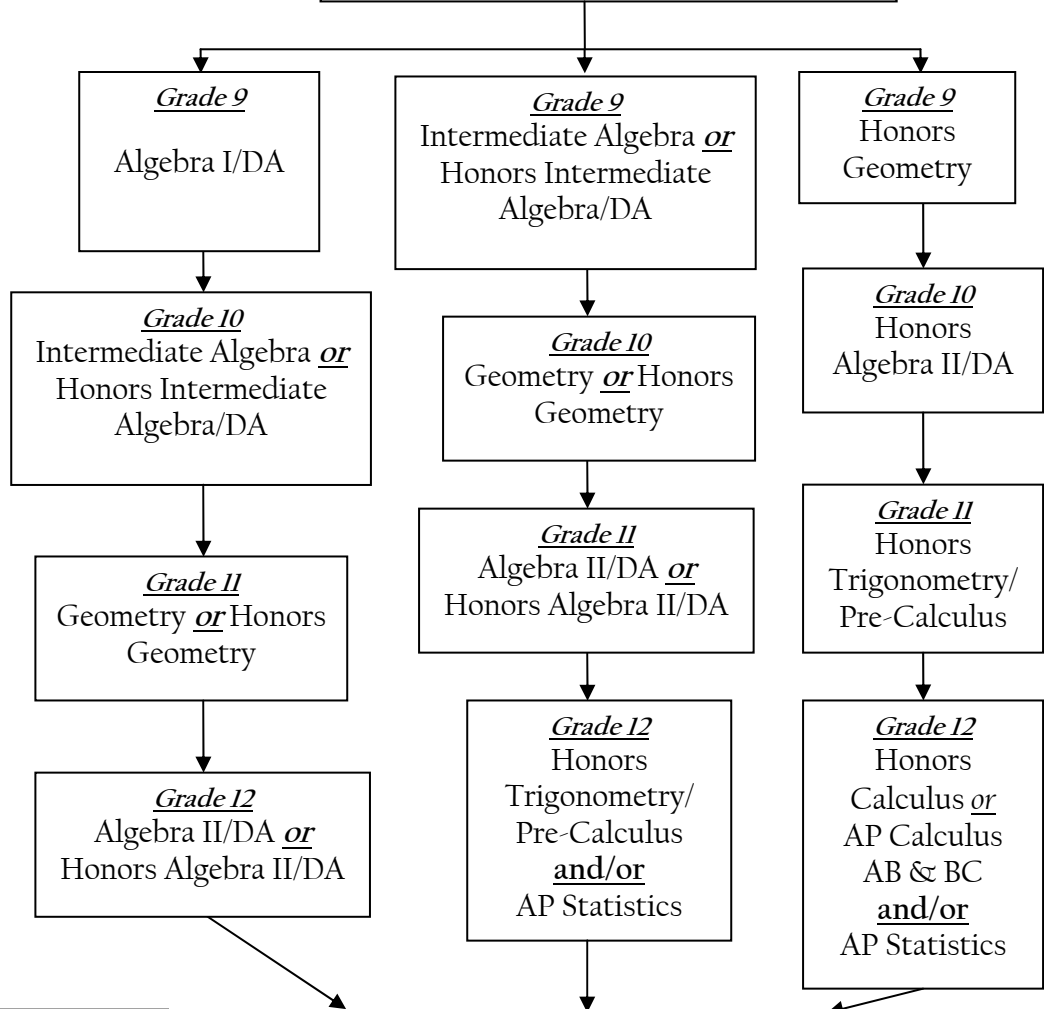 Grade 9
Algebra I/DA
Grade 10
Intermediate Algebra or
Honors Intermediate
Algebra/DA
Grade 11
Geometry or Honors
Geometry
Grade 12
Algebra II/DA or
Honors Algebra II/DA
Grade 9
Intermediate Algebra or
Honors Intermediate
Algebra/DA
Grade 10
Geometry or Honors
Geometry
Grade 11
Algebra II/DA or
Honors Algebra II/DA
Grade 12
Honors
Trigonometry/
Pre-Calculus
and/or
AP Statistics
Grade 9
Honors
Geometry
Grade 10
Honors
Algebra II/DA
Grade 11
Honors
Trigonometry/
Pre-Calculus
Grade 12
Honors
Calculus or
AP Calculus
AB & BC
and/or
AP Statistics